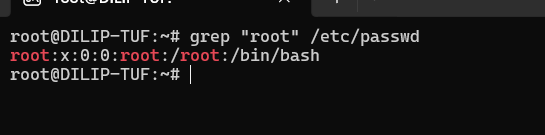 root@DILIP-TUF:~# grep "root" /etc/passwd
root:x:0:0:root:/root:/bin/bash
root@DILIP-TUF:~#